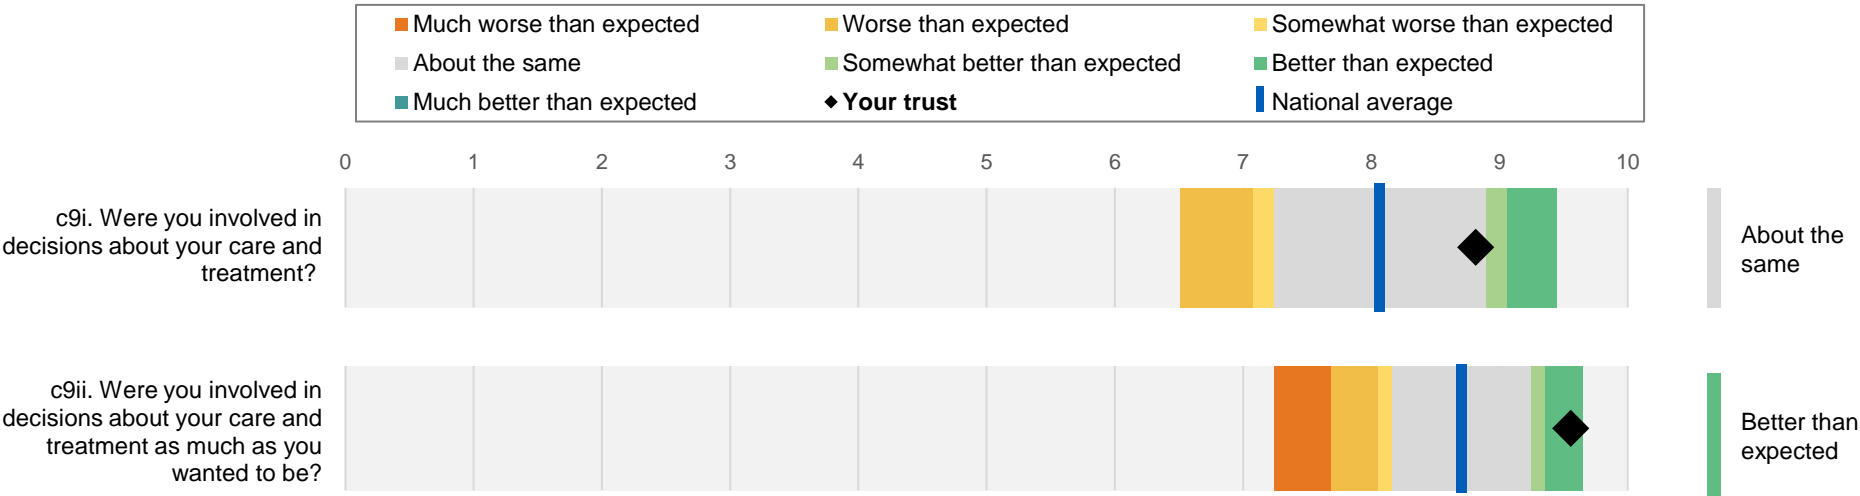 Much worse than expected
Worse than expected
Somewhat worse than expected
About the same
Somewhat better than expected
Better than expected
Much better than expected
Your trust
National average
0 1 2 3 4 5 6 7 8 9 10
c9i. Were you involved in
decisions about your care and
treatment?
About the
same
c9ii. Were you involved in
decisions about your care and
treatment as much as you
wanted to be?
Better than
expected